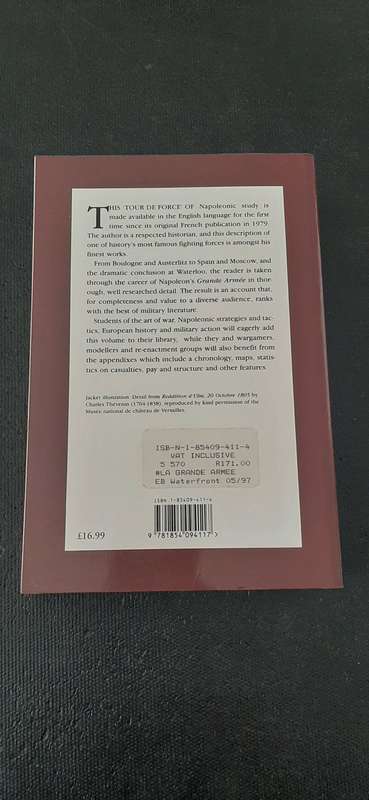 THIS 'TOUR DE FORCE' OF Napoleonic study is
made available in the English language for the first
time since its original French publication in 1979.
The author is a respected historian, and this description of
one of history's most famous fighting forces is amongst his
finest works.
From Boulogne and Austerlitz to Spain and Moscow, and
the dramatic conclusion at Waterloo, the reader is taken
through the career of Napoleon's Grande Armée in thor
ough, well researched detail. The result is an account that,
for completeness and value to a diverse audience, ranks
with the best of military literature.
Students of the art of war, Napoleonic strategies and tac-
tics, European history and military action will eagerly add
this volume to their library, while they and wargamers,
modellers and re-enactment groups will also benefit from
the appendixes which include a chronology, maps, statis-
tics on casualties, pay and structure and other features.
Jacket illustration: Detail from Reddition d'Ulm, 20 Octobre 1805 by
Charles Thévenin (1764-1838), reproduced by kind permission of the
Musée national de château de Versailles.
ISB-N-1-85409-411-4
VAT INCLUSIVE
5 570 R171.00
#LA GRANDE ARMEE
EB Waterfront 05/97
ISBN 1-85409-411-4
£16.99
9 781854 094117 >